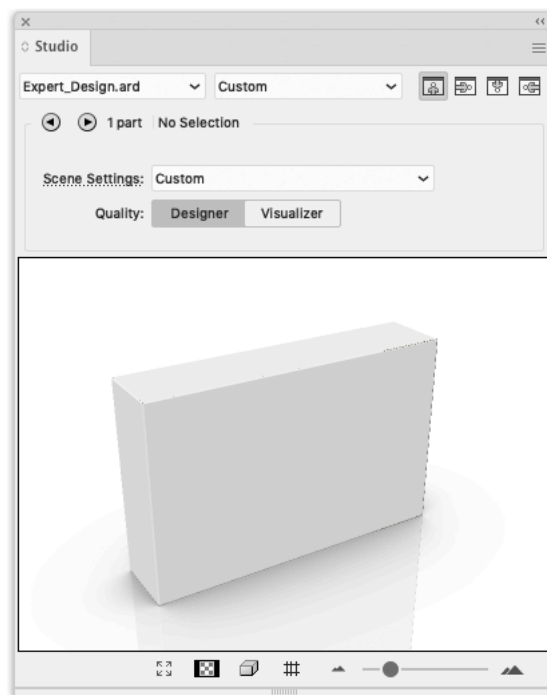 Studio
Expert_Design.ard Custom
1 part No Selection
Scene Settings: Custom
Quality: Designer Visualizer